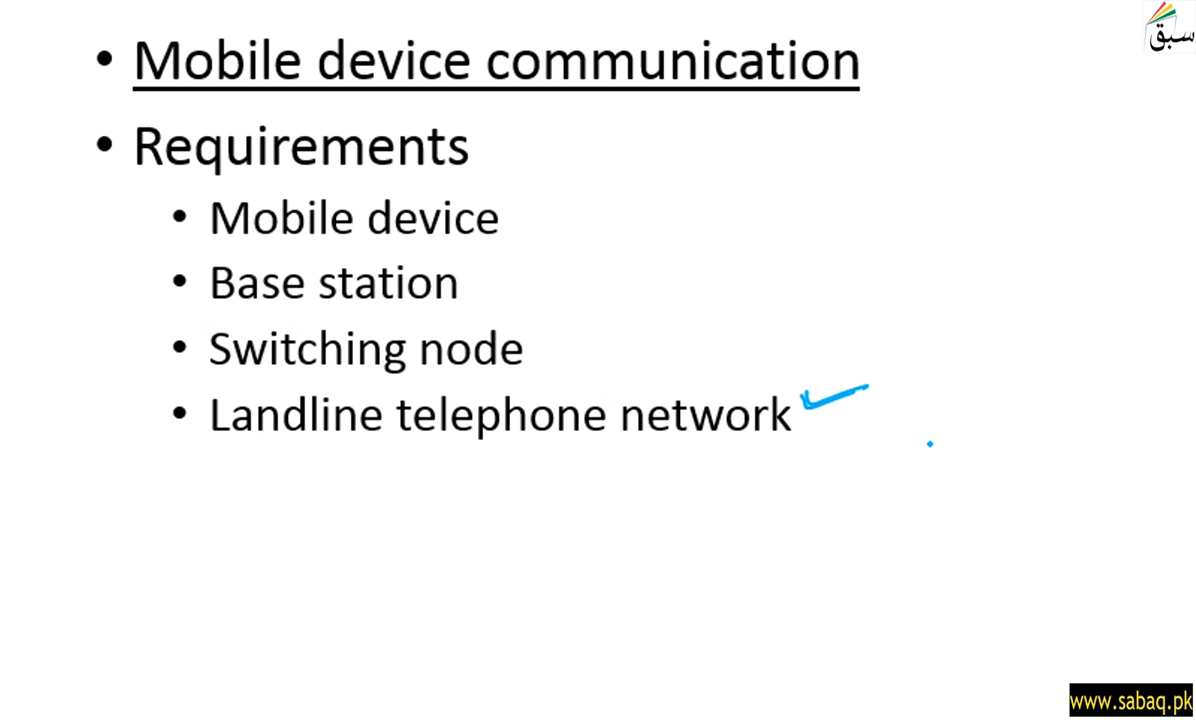 سبق
• Mobile device communication
• Requirements
• Mobile device
• Base station
• Switching node
• Landline telephone network
www.sabaq.pk